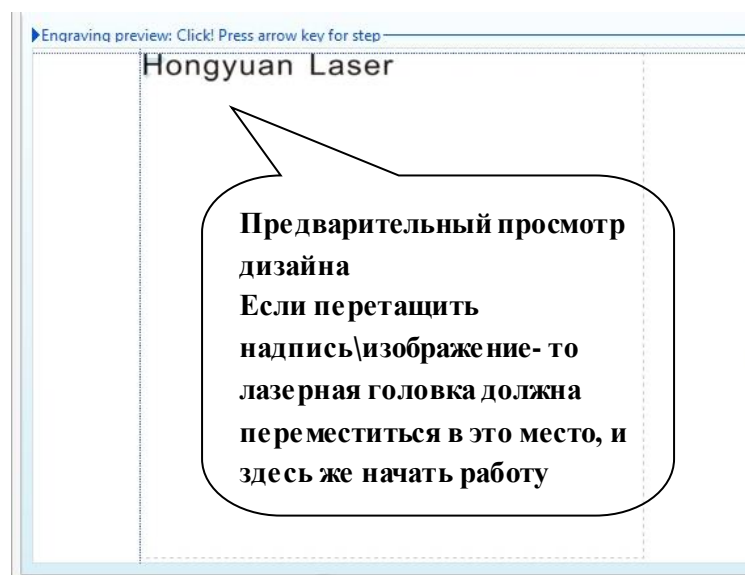 Engraving preview: Click! Press arrow key for step
Hongyuan Laser
Предварительный просмотр
дизайна
Если перетащить
надпись\изображение- то
лазерная головка должна
переместиться в это место, и
здесь же начать работу